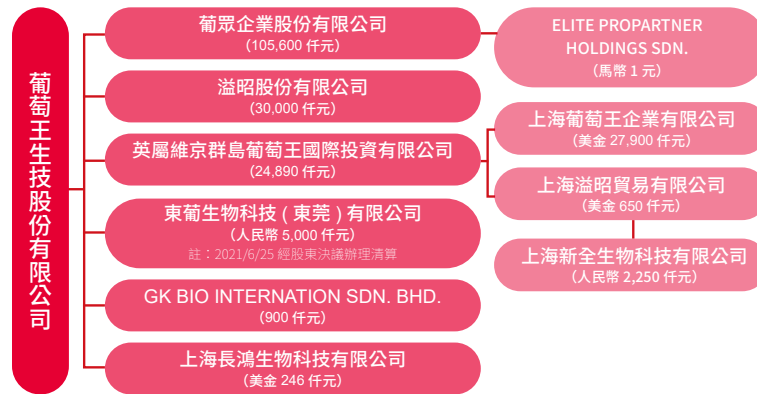 葡萄王生技股份有限公司
葡眾企業股份有限公司
（105,600 仟元）
溢昭股份有限公司
（30,000 仟元）
英屬維京群島葡萄王國際投資有限公司
（24,890 仟元）
東葡生物科技 ( 東莞 ) 有限公司
（人民幣 5,000 仟元）
註：2021/6/25 經股東決議辦理清算
GK BIO INTERNATION SDN. BHD.
（900 仟元）
上海長鴻生物科技有限公司
（美金 246 仟元）
ELITE PROPARTNER
HOLDINGS SDN.
（馬幣 1 元）
上海葡萄王企業有限公司
（美金 27,900 仟元）
上海溢昭貿易有限公司
（美金 650 仟元）
上海新全生物科技有限公司
（人民幣 2,250 仟元）